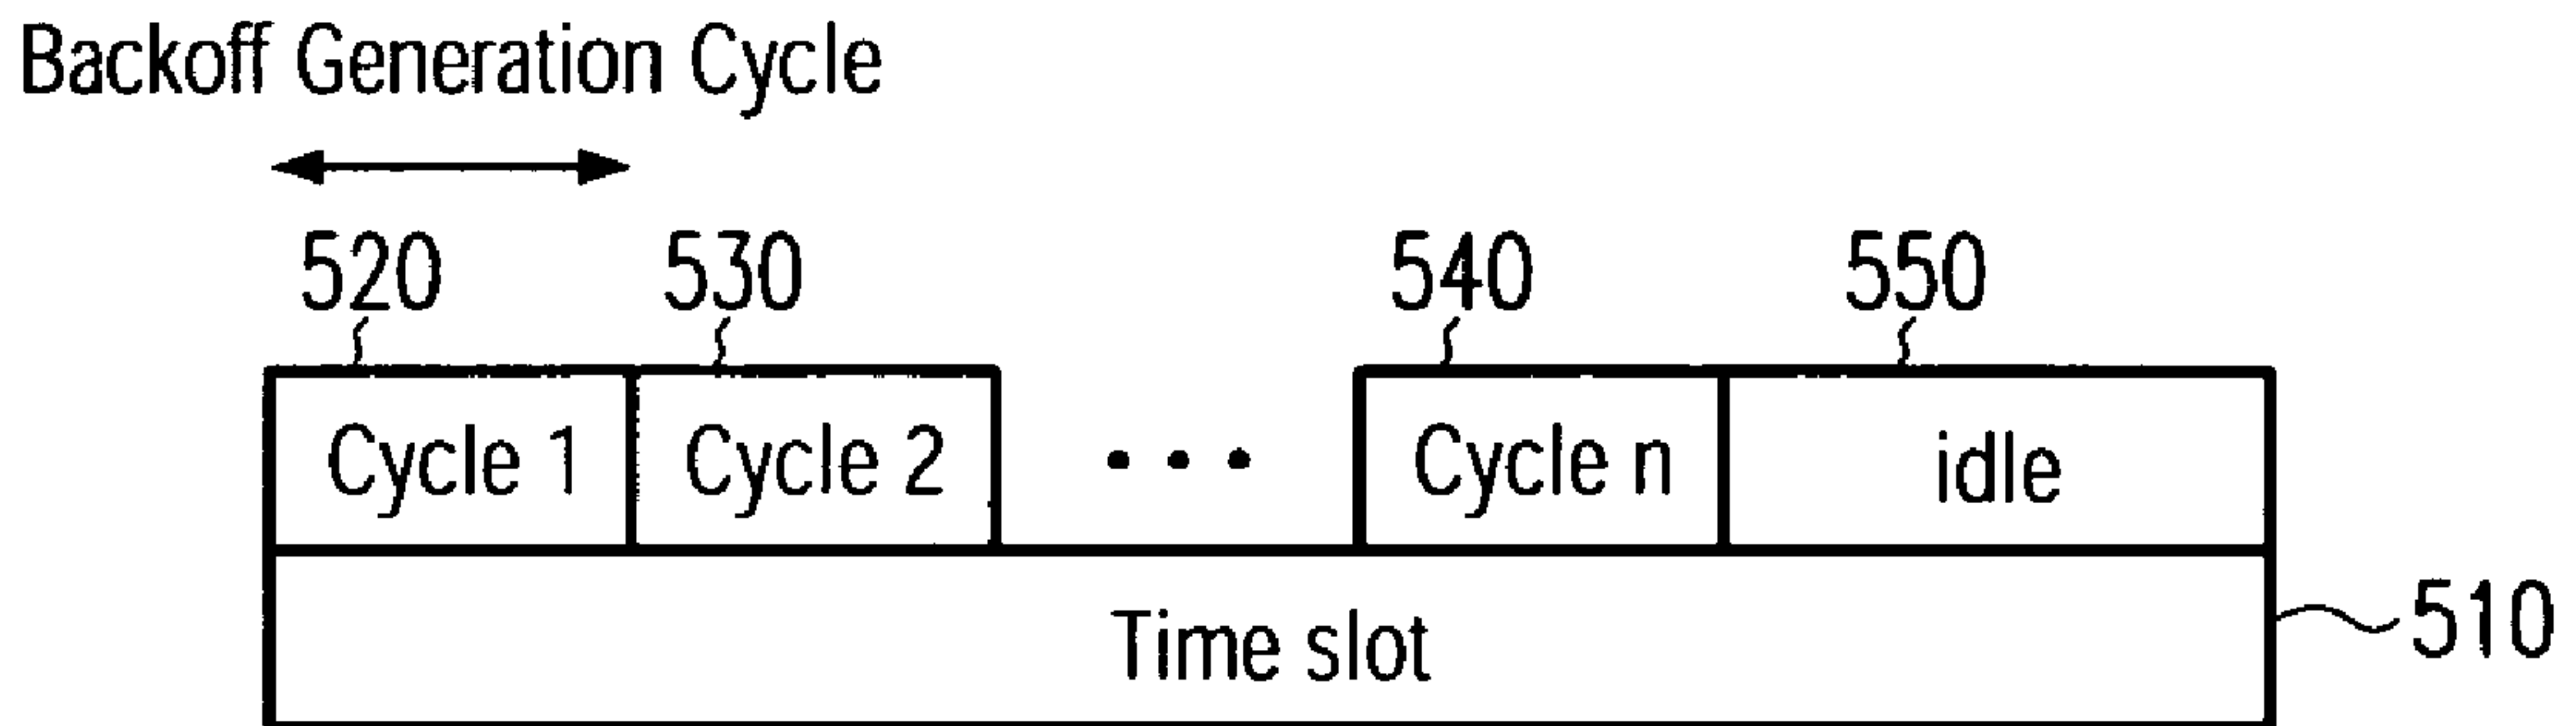 Backoff Generation Cycle
520 530 540 550
Cycle 1 Cycle 2 • • • Cycle n idle
Time slot 510